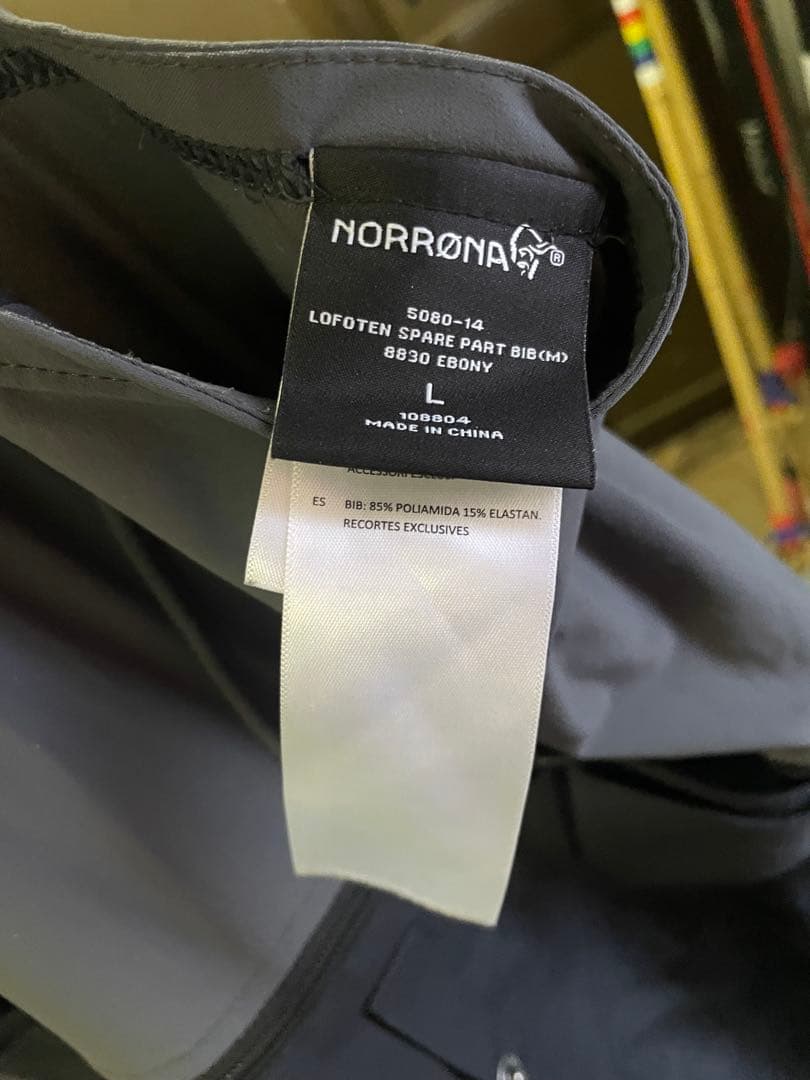 NORRØNA®
5080-14
LOFOTEN SPARE PART BIB(M)
8830 EBONY
L
108804
MADE IN CHINA
ES BIB: 85% POLIAMIDA 15% ELASTAN.
RECORTES EXCLUSIVES